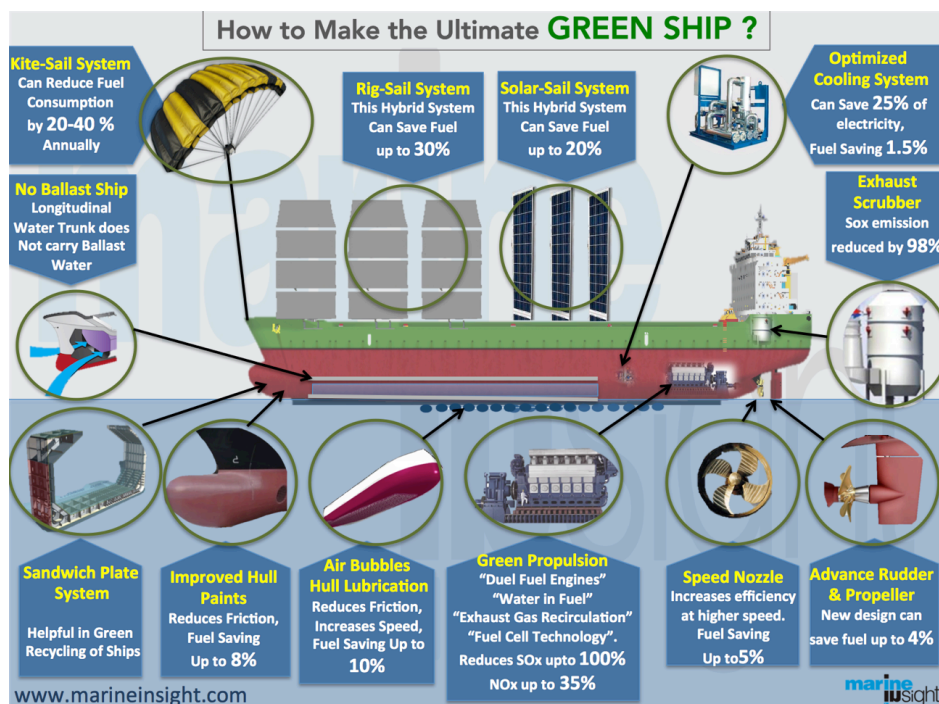 How to Make the Ultimate GREEN SHIP ?
Kite-Sail System
Can Reduce Fuel
Consumption
by 20-40 %
Annually
Rig-Sail System
This Hybrid System
Can Save Fuel
up to 30%
Solar-Sail System
This Hybrid System
Can Save Fuel
up to 20%
Optimized
Cooling System
Can Save 25% of
electricity,
Fuel Saving 1.5%
No Ballast Ship
Longitudinal
Water Trunk does
Not carry Ballast
Water
Exhaust
Scrubber
Sox emission
reduced by 98%
Sandwich Plate
System
Helpful in Green
Recycling of Ships
Improved Hull
Paints
Reduces Friction,
Fuel Saving
Up to 8%
Air Bubbles
Hull Lubrication
Reduces Friction,
Increases Speed,
Fuel Saving Up to
10%
Green Propulsion
“Duel Fuel Engines”
“Water in Fuel”
“Exhaust Gas Recirculation”
“Fuel Cell Technology”.
Reduces SOx upto 100%
NOx up to 35%
Speed Nozzle
Increases efficiency
at higher speed.
Fuel Saving
Up to5%
Advance Rudder
& Propeller
New design can
save fuel up to 4%
www.marineinsight.com
marine
insight
marine
insight